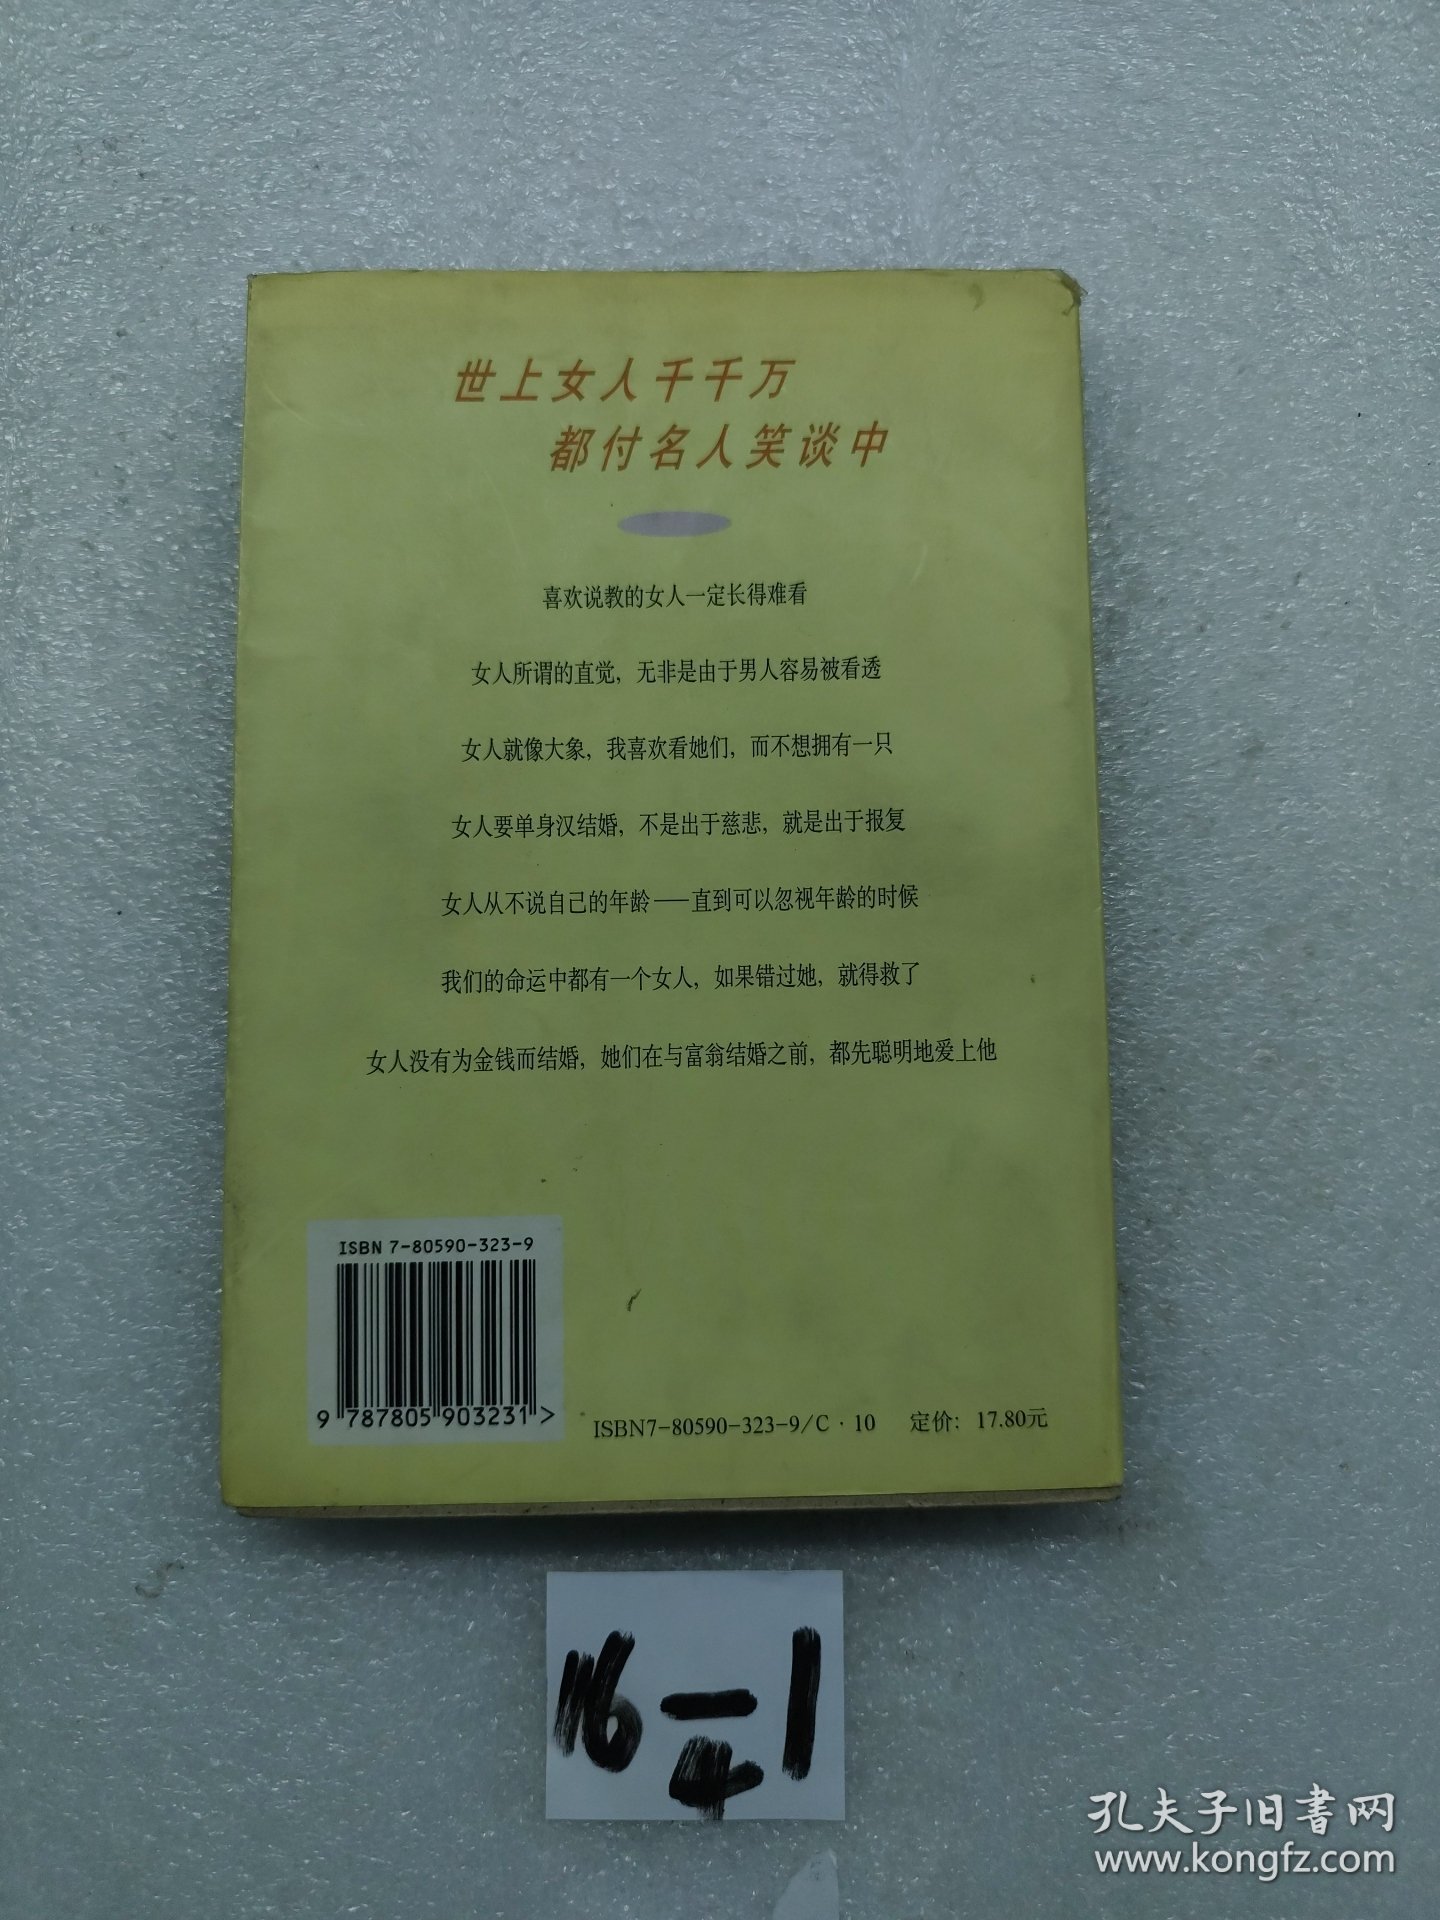 世上女人千千万
都付名人笑谈中
喜欢说教的女人一定长得难看
女人所谓的直觉，无非是由于男人容易被看透
女人就像大象，我喜欢看她们，而不想拥有一只
女人要单身汉结婚，不是出于慈悲，就是出于报复
女人从不说自己的年龄——直到可以忽视年龄的时候
我们的命运中都有一个女人，如果错过她，就得救了
女人没有为金钱而结婚，她们在与富翁结婚之前，都先聪明地爱上他
ISBN 7-80590-323-9
9 787805 903231 >
ISBN7-80590-323-9/C·10 定价：17.80元
116-1
4
孔夫子旧书网
www.kongfz.com